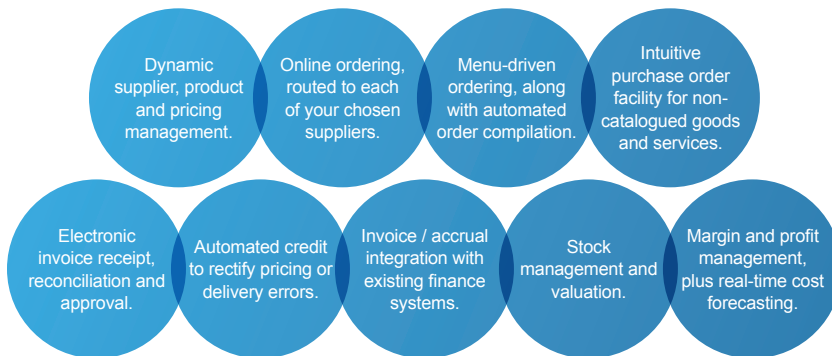 Dynamic
supplier, product
and pricing
management.
Online ordering,
routed to each
of your chosen
suppliers.
Menu-driven
ordering, along
with automated
order compilation.
Intuitive
purchase order
facility for non-
catalogued goods
and services.
Electronic
invoice receipt,
reconciliation and
approval.
Automated credit
to rectify pricing or
delivery errors.
Invoice / accrual
integration with
existing finance
systems.
Stock
management and
valuation.
Margin and profit
management,
plus real-time cost
forecasting.